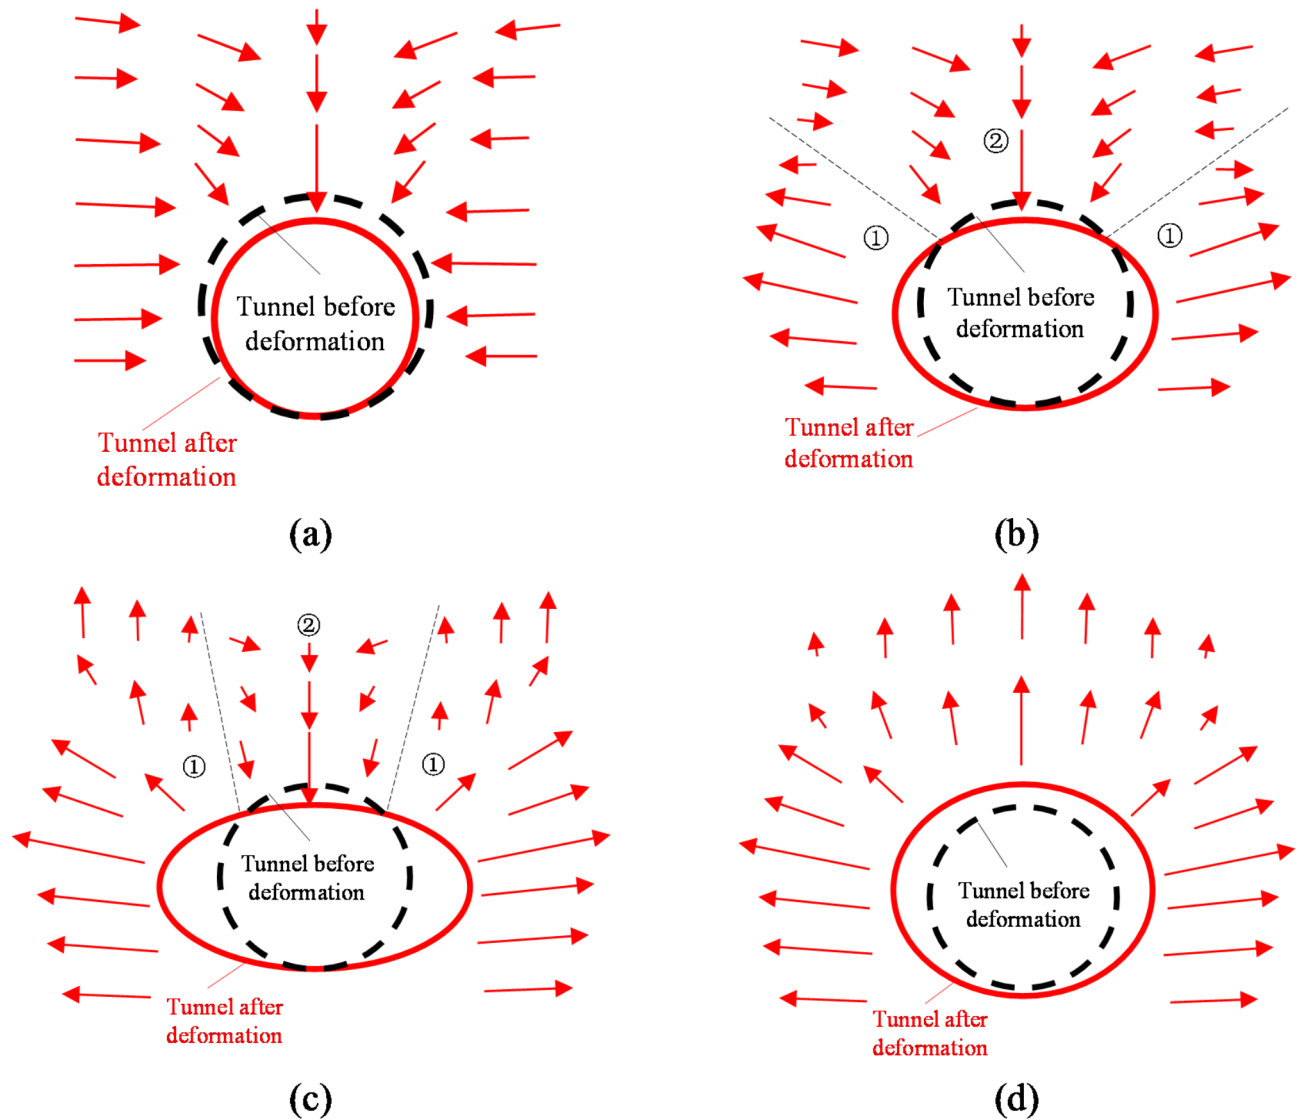 Tunnel before
deformation
Tunnel after
deformation
(a)
②
①
①
Tunnel before
deformation
Tunnel after
deformation
(b)
②
①
①
Tunnel before
deformation
Tunnel after
deformation
(c)
Tunnel before
deformation
Tunnel after
deformation
(d)